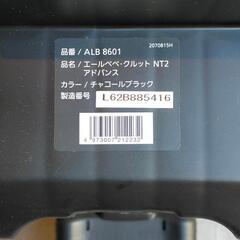 2070815H
品番 / ALB 8601
品名 / エールベベ・クルット NT2
アドバンス
カラー / チャコールブラック
製造番号 L62B885416
4 973007 212232